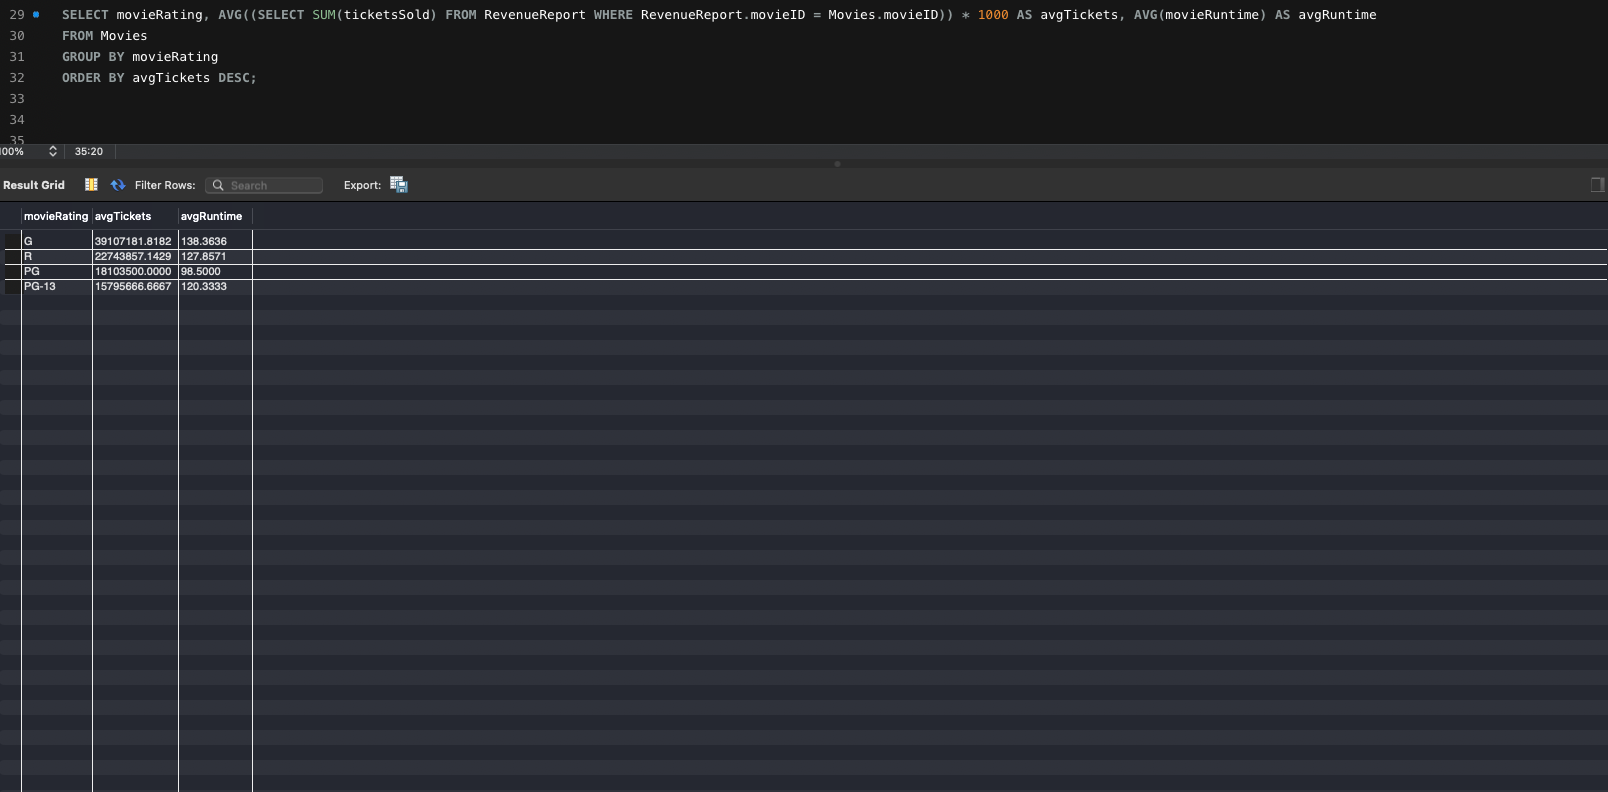 29 SELECT movieRating, AVG((SELECT SUM(ticketsSold) FROM RevenueReport WHERE RevenueReport.movieID = Movies.movieID)) * 1000 AS avgTickets, AVG(movieRuntime) AS avgRuntime
30 FROM Movies
31 GROUP BY movieRating
32 ORDER BY avgTickets DESC;
33
34
35
100% 35:20
Result Grid Filter Rows: Search Export:
movieRating avgTickets avgRuntime
G 39107181.8182 138.3636
R 22743857.1429 127.8571
PG 18103500.0000 98.5000
PG-13 15795666.6667 120.3333